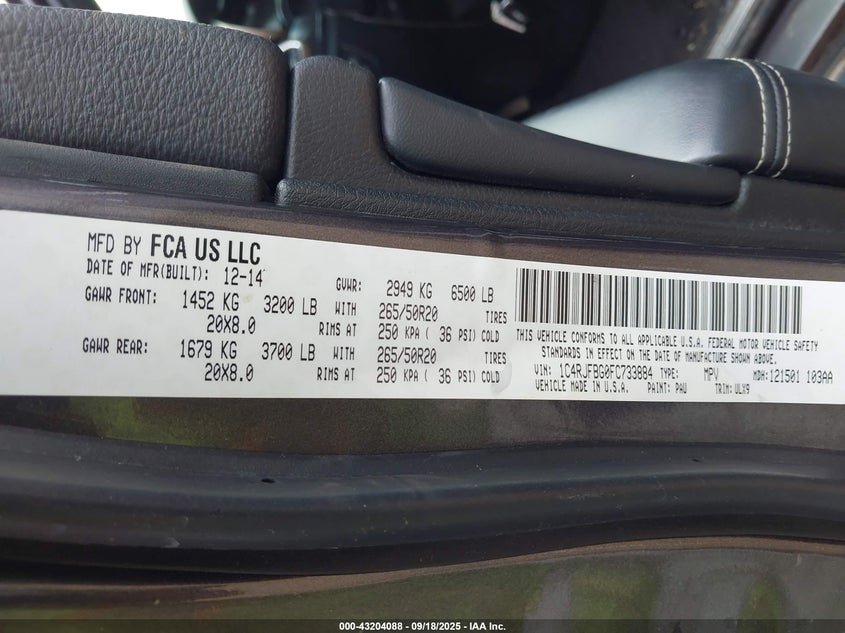 MFD BY FCA US LLC
DATE OF MFR(BUILT): 12-14 GVWR: 2949 KG 6500 LB
GAWR FRONT: 1452 KG 3200 LB WITH 265/50R20 TIRES
20X8.0 RIMS AT 250 KPA ( 36 PSI) COLD
GAWR REAR: 1679 KG 3700 LB WITH 265/50R20 TIRES
20X8.0 RIMS AT 250 KPA ( 36 PSI) COLD
THIS VEHICLE CONFORMS TO ALL APPLICABLE U.S.A. FEDERAL MOTOR VEHICLE SAFETY
STANDARDS IN EFFECT ON THE DATE OF MANUFACTURE SHOWN ABOVE.
VIN: 1C4RJFBG0FC733884 TYPE: MPV MDH: 121501 103AA
VEHICLE MADE IN U.S.A. PAINT: PAU TRIM: ULX9
000-43204088 - 09/18/2025 - IAA Inc.